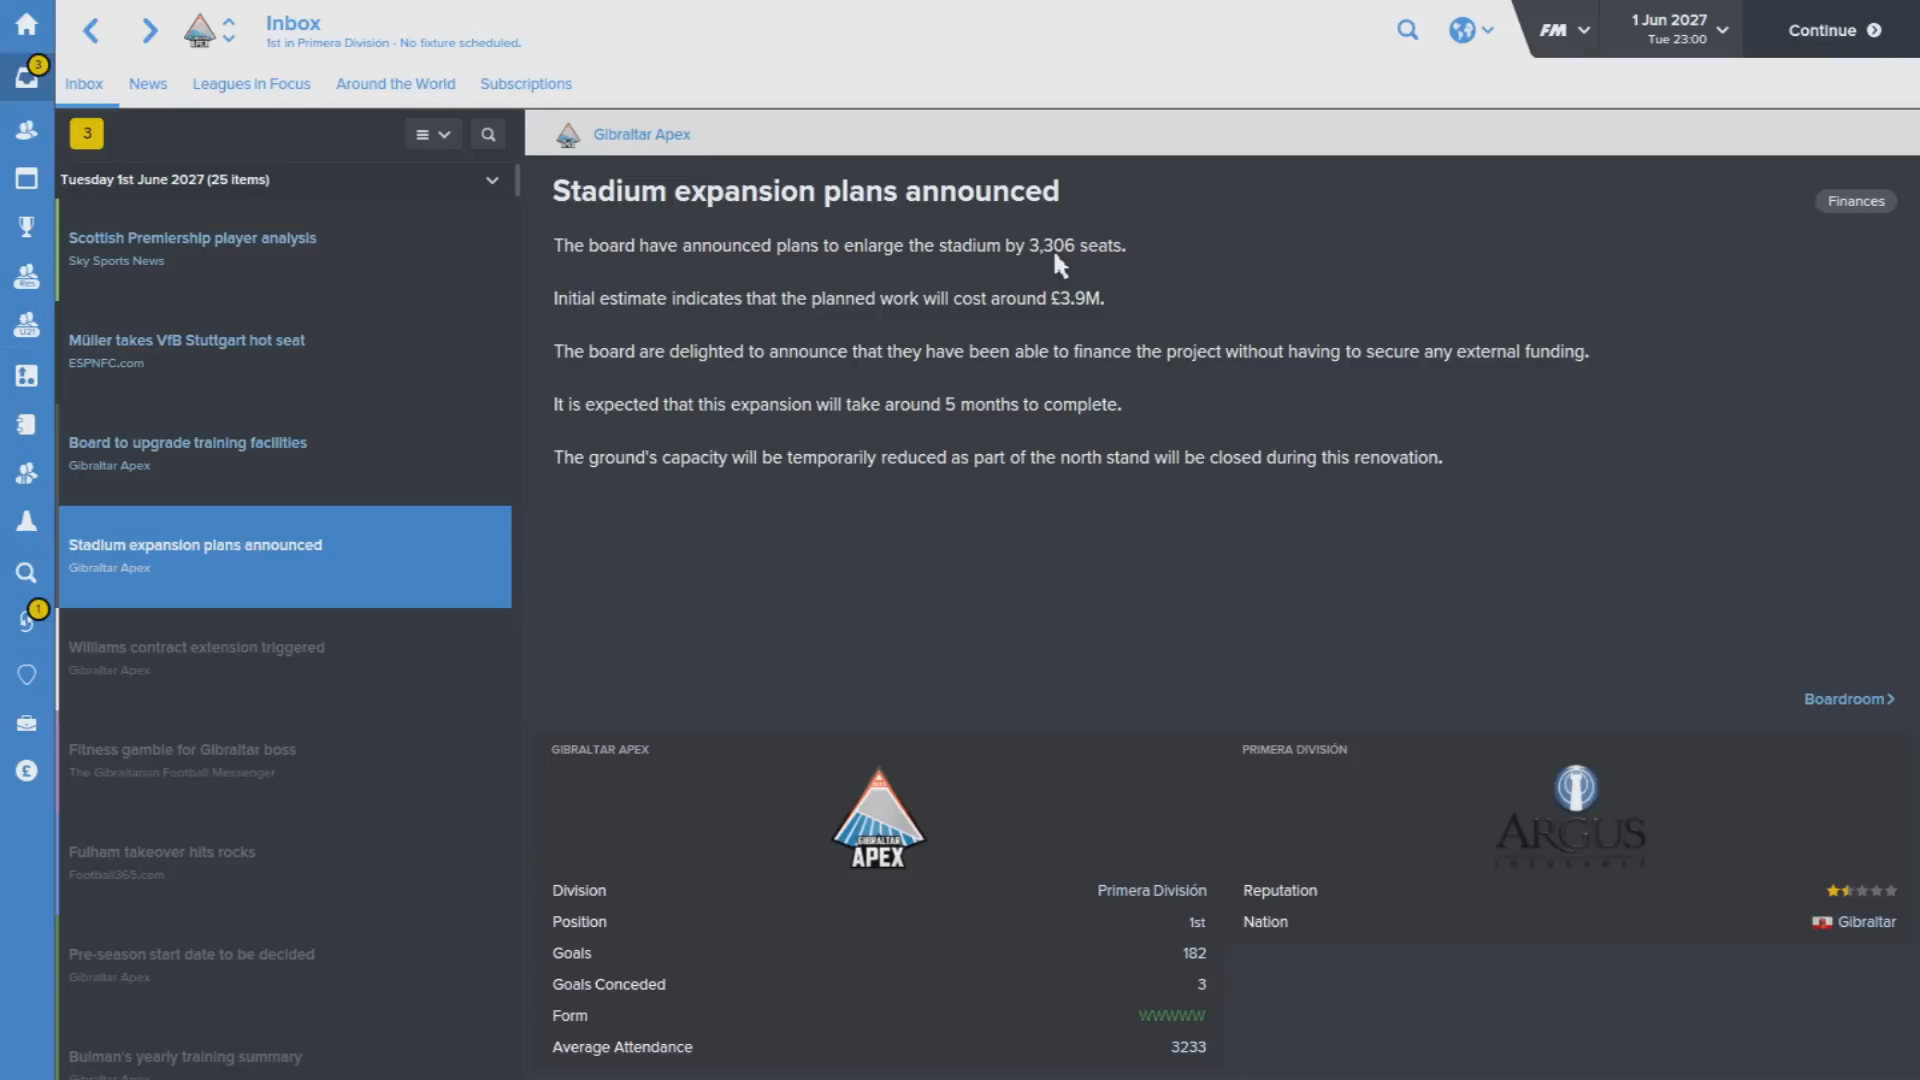 Inbox
1st in Primera División - No fixture scheduled.
FM
1 Jun 2027
Tue 23:00
Continue
3
Inbox
News
Leagues in Focus
Around the World
Subscriptions
3
Gibraltar Apex
Tuesday 1st June 2027 (25 items)
Scottish Premiership player analysis
Sky Sports News
Müller takes VfB Stuttgart hot seat
ESPNFC.com
Board to upgrade training facilities
Gibraltar Apex
Stadium expansion plans announced
Gibraltar Apex
Williams contract extension triggered
Gibraltar Apex
Fitness gamble for Gibraltar boss
The Gibraltarian Football Messenger
Fulham takeover hits rocks
Football365.com
Pre-season start date to be decided
Gibraltar Apex
Bulman's yearly training summary
Gibraltar Apex
1
Stadium expansion plans announced
Finances
The board have announced plans to enlarge the stadium by 3,306 seats.
Initial estimate indicates that the planned work will cost around £3.9M.
The board are delighted to announce that they have been able to finance the project without having to secure any external funding.
It is expected that this expansion will take around 5 months to complete.
The ground's capacity will be temporarily reduced as part of the north stand will be closed during this renovation.
Boardroom>
GIBRALTAR APEX
GIBRALTAR
APEX
Division Primera División
Position 1st
Goals 182
Goals Conceded 3
Form WWWWW
Average Attendance 3233
PRIMERA DIVISIÓN
ARGUS
INSURANCE
Reputation
Nation Gibraltar